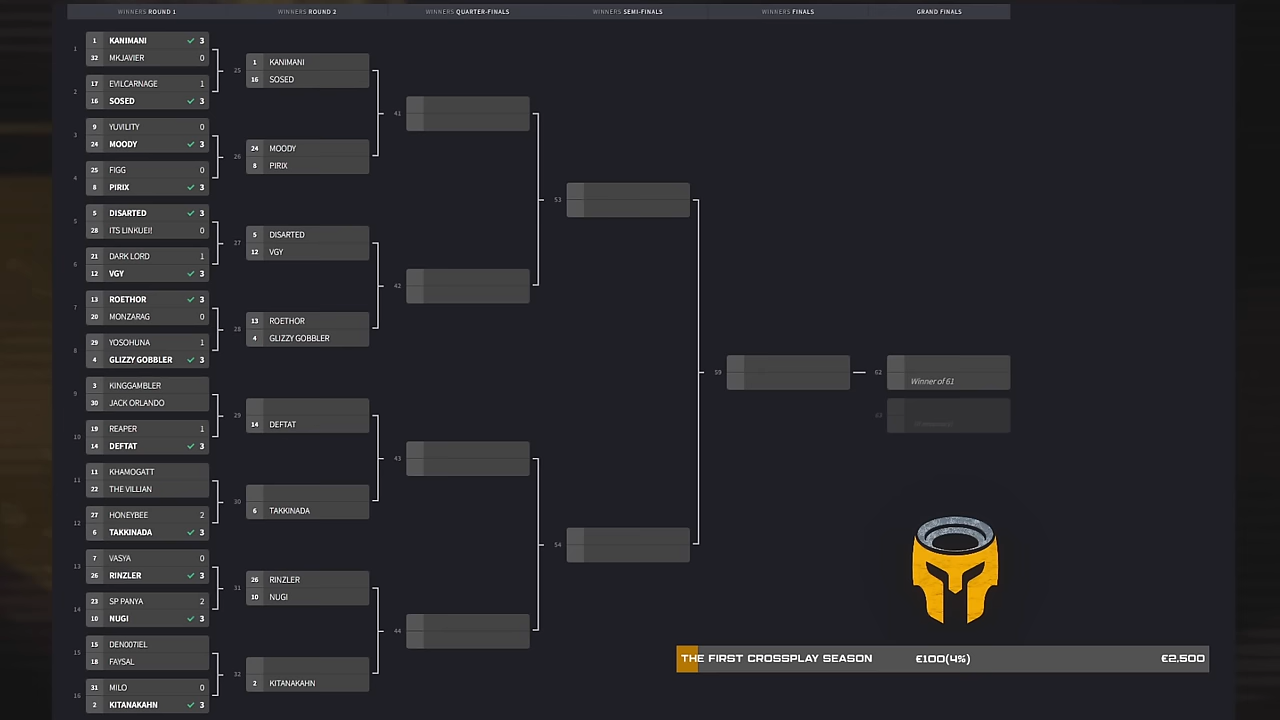 WINNERS ROUND 1
WINNERS ROUND 2
WINNERS QUARTER-FINALS
WINNERS SEMI-FINALS
WINNERS FINALS
GRAND FINALS
1
1 KANIMANI ✓ 3
32 MKJAVIER 0
2
17 EVILCARNAGE 1
16 SOSED ✓ 3
3
9 YUVILITY 0
24 MOODY ✓ 3
4
25 FIGG 0
8 PIRIX ✓ 3
5
5 DISARTED ✓ 3
28 ITS LINKUEI! 0
6
21 DARK LORD 1
12 VGY ✓ 3
7
13 ROETHOR ✓ 3
20 MONZARAG 0
8
29 YOSOHUNA 1
4 GLIZZY GOBBLER ✓ 3
9
3 KINGGAMBLER
30 JACK ORLANDO
10
19 REAPER 1
14 DEFTAT ✓ 3
11
11 KHAMOGATT
22 THE VILLIAN
12
27 HONEYBEE 2
6 TAKKINADA ✓ 3
13
7 VASYA 0
26 RINZLER ✓ 3
14
23 SP PANYA 2
10 NUGI ✓ 3
15
15 DEN007IEL
18 FAYSAL
16
31 MILO 0
2 KITANAKAHN ✓ 3
25
1 KANIMANI
16 SOSED
26
24 MOODY
8 PIRIX
27
5 DISARTED
12 VGY
28
13 ROETHOR
4 GLIZZY GOBBLER
29
14 DEFTAT
30
6 TAKKINADA
31
26 RINZLER
10 NUGI
32
2 KITANAKAHN
41
42
43
44
53
54
59
62
Winner of 61
THE FIRST CROSSPLAY SEASON €100(4%) €2,500